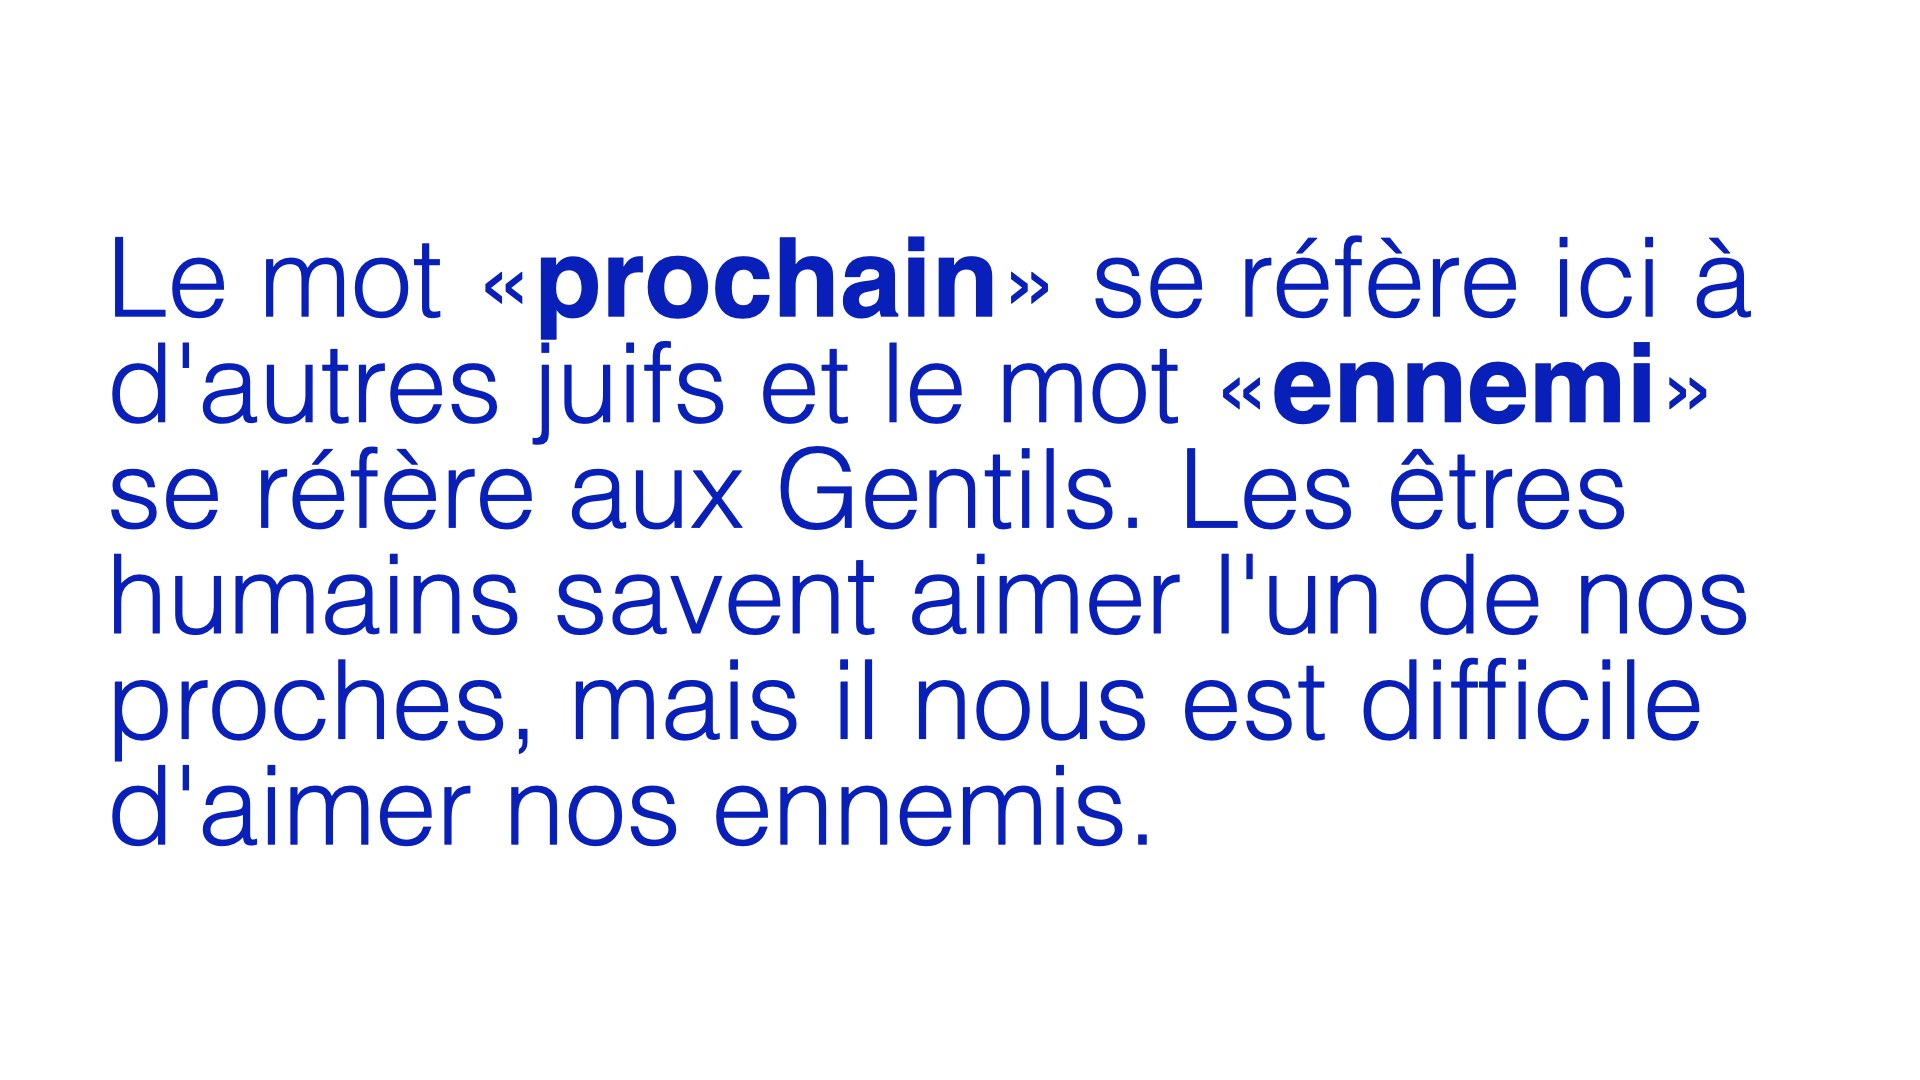 Le mot «prochain» se réfère ici à
d'autres juifs et le mot «ennemi»
se réfère aux Gentils. Les êtres
humains savent aimer l'un de nos
proches, mais il nous est difficile
d'aimer nos ennemis.